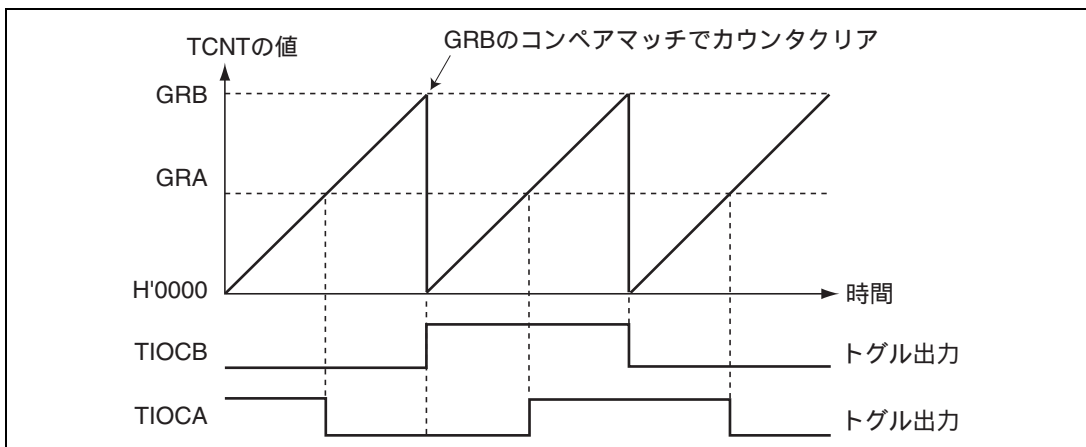 TCNTの値
GRBのコンペアマッチでカウンタクリア
GRB
GRA
H'0000
時間
TIOCB
トグル出力
TIOCA
トグル出力